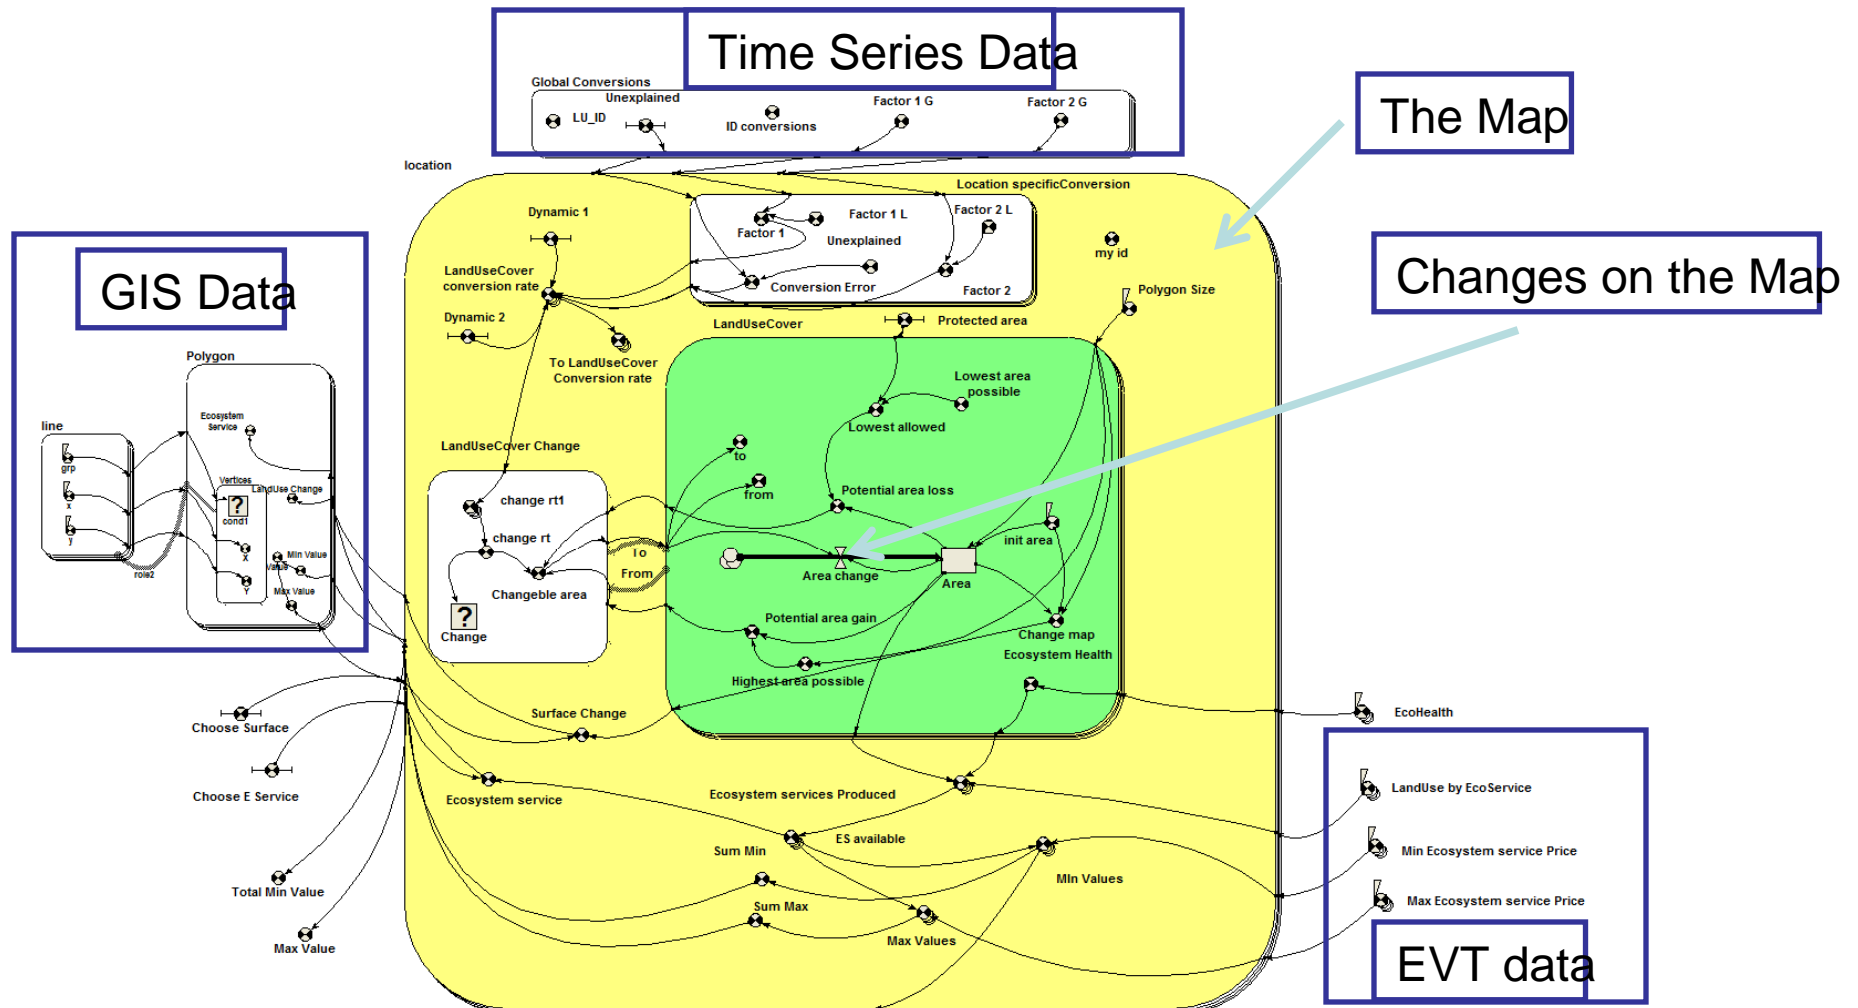 Time Series Data
Global Conversions
Unexplained
LU_ID
ID conversions
Factor 1 G
Factor 2 G
The Map
location
Location specificConversion
Dynamic 1
Factor 1 L
Factor 2 L
Factor 1
Unexplained
my id
GIS Data
LandUseCover
conversion rate
Conversion Error
Factor 2
Polygon Size
Changes on the Map
Dynamic 2
LandUseCover
Protected area
To LandUseCover
Conversion rate
Polygon
Lowest area
possible
Ecosystem
Service
line
Lowest allowed
LandUseCover Change
to
grp
Vertices
LandUse Change
from
Potential area loss
x
?
cond1
change rt1
y
change rt
init area
X
Min Value
Value
To
From
Area change
Area
role2
Y
Max Value
Changeble area
?
Change
Potential area gain
Change map
Ecosystem Health
Highest area possible
Choose Surface
Surface Change
EcoHealth
Choose E Service
Ecosystem service
Ecosystem services Produced
LandUse by EcoService
ES available
Sum Min
Min Ecosystem service Price
Total Min Value
MIn Values
Sum Max
Max Ecosystem service Price
Max Value
Max Values
EVT data